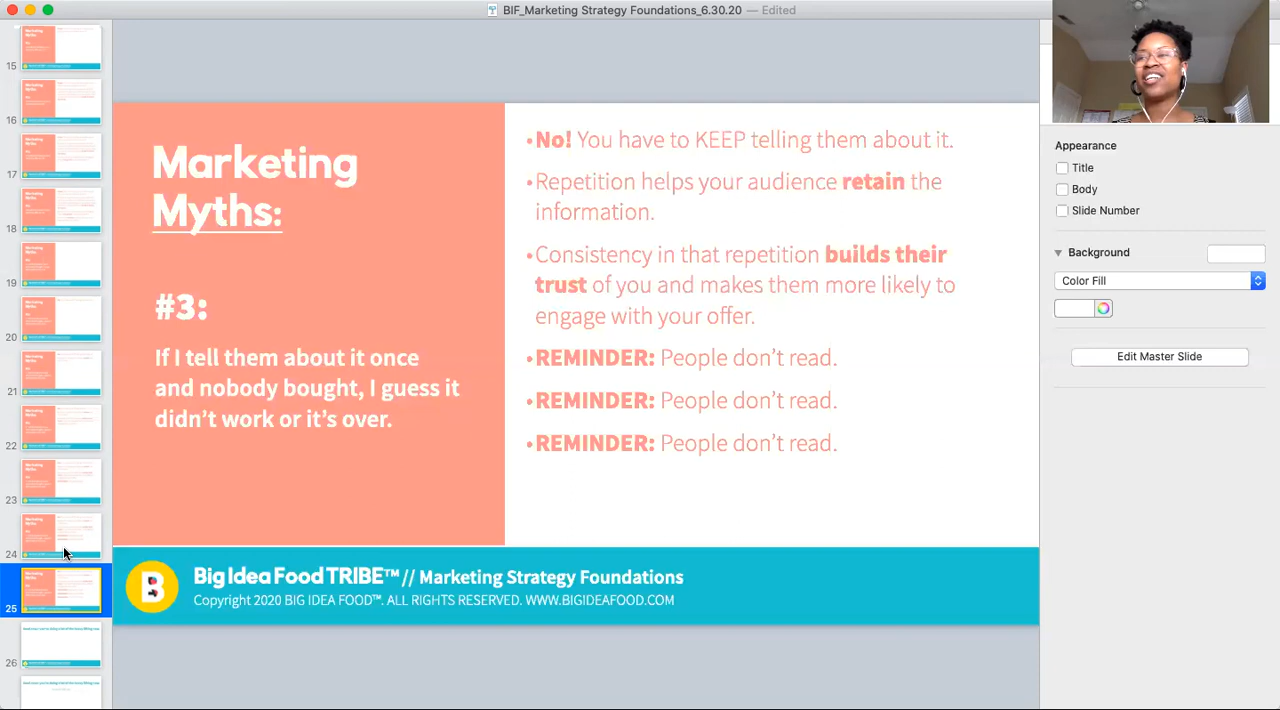 BIF_Marketing Strategy Foundations_6.30.20 — Edited
15
16
17
18
19
20
21
22
23
24
25
26
Marketing
Myths:
#3:
If I tell them about it once
and nobody bought, I guess it
didn't work or it's over.
•No! You have to KEEP telling them about it.
•Repetition helps your audience retain the
information.
•Consistency in that repetition builds their
trust of you and makes them more likely to
engage with your offer.
•REMINDER: People don't read.
•REMINDER: People don't read.
•REMINDER: People don't read.
B
Big Idea Food TRIBE™ // Marketing Strategy Foundations
Copyright 2020 BIG IDEA FOOD™. ALL RIGHTS RESERVED. WWW.BIGIDEAFOOD.COM
Appearance
Title
Body
Slide Number
Background
Color Fill
Edit Master Slide